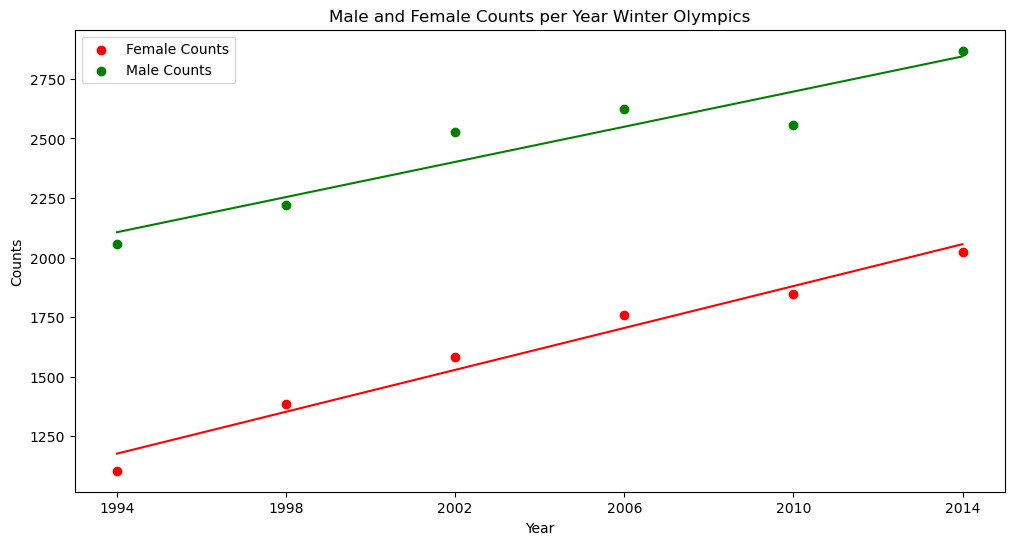 Male and Female Counts per Year Winter Olympics
Female Counts
Male Counts
2750
2500
2250
2000
1750
1500
1250
Counts
1994 1998 2002 2006 2010 2014
Year